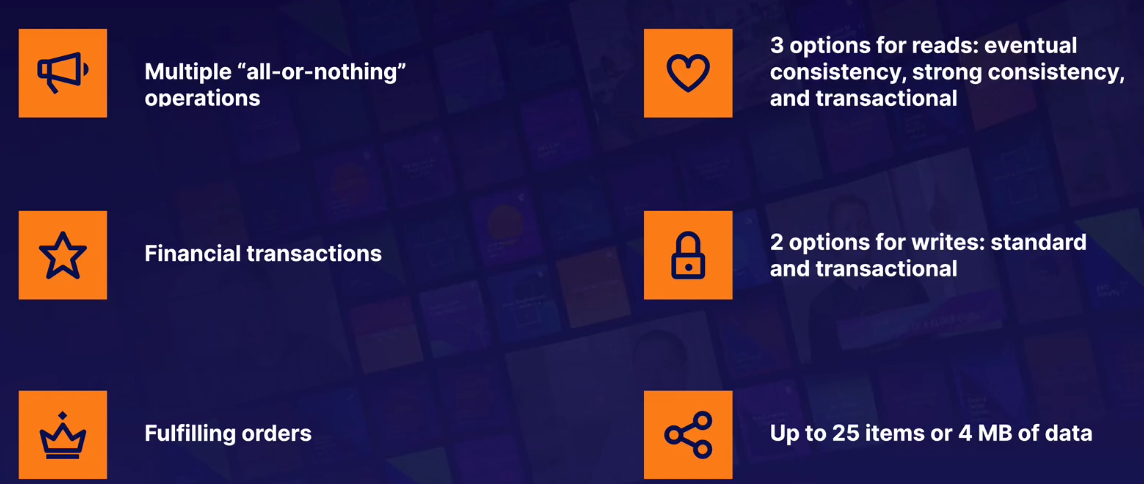 Multiple “all-or-nothing”
operations
3 options for reads: eventual
consistency, strong consistency,
and transactional
Financial transactions
2 options for writes: standard
and transactional
Fulfilling orders
Up to 25 items or 4 MB of data